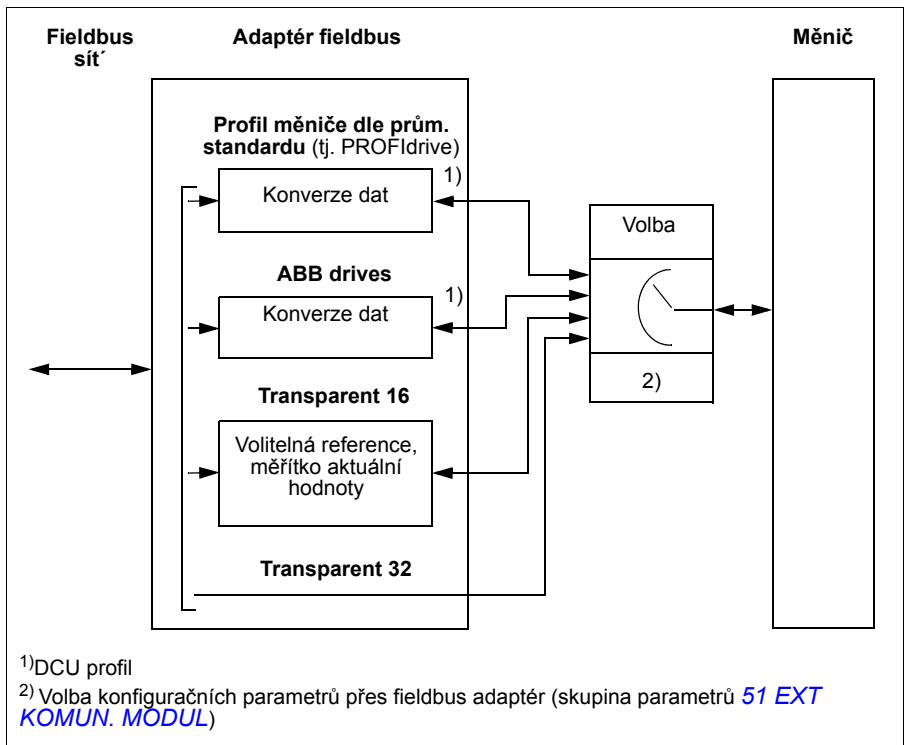 Fieldbus
sít´
Adaptér fieldbus
Měnič
Profil měniče dle prům.
standardu (tj. PROFIdrive)
1)
Konverze dat
Volba
ABB drives
1)
Konverze dat
2)
Transparent 16
Volitelná reference,
měřítko aktuální
hodnoty
Transparent 32
1)DCU profil
2) Volba konfiguračních parametrů přes fieldbus adaptér (skupina parametrů 51 EXT
KOMUN. MODUL)